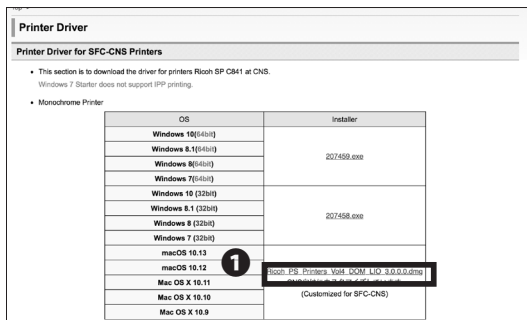 Printer Driver
Printer Driver for SFC-CNS Printers
This section is to download the driver for printers Ricoh SP C841 at CNS.
Windows 7 Starter does not support IPP printing.
Monochrome Printer
OS Installer
Windows 10(64bit)
Windows 8.1(64bit)
Windows 8(64bit)
Windows 7(64bit)
207459.exe
Windows 10 (32bit)
Windows 8.1 (32bit)
Windows 8 (32bit)
Windows 7 (32bit)
207458.exe
macOS 10.13
macOS 10.12
Mac OS X 10.11
Mac OS X 10.10
Mac OS X 10.9
1
Ricoh_PS_Printers_Vol4_DOM_LIO_3.0.0.0.dmg
(Customized for SFC-CNS)